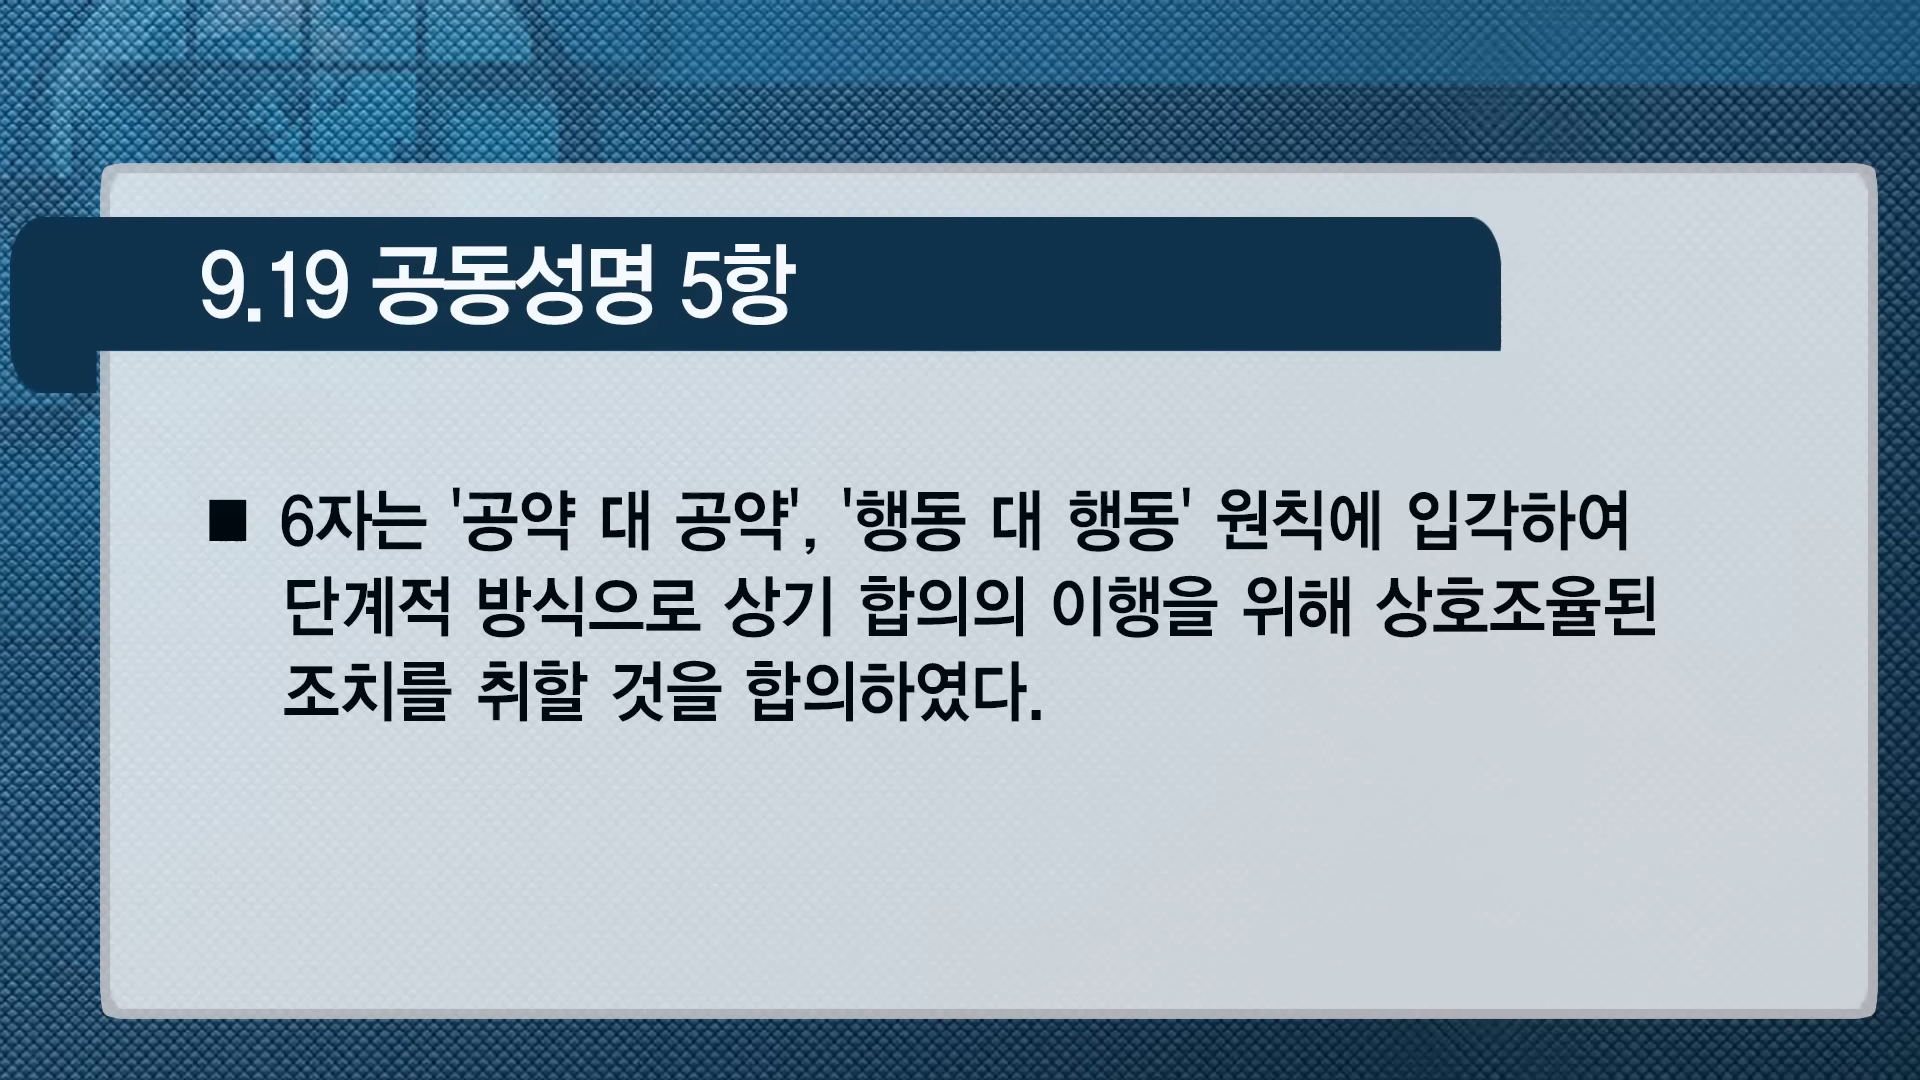 9.19 공동성명 5항
■ 6자는 '공약 대 공약', '행동 대 행동' 원칙에 입각하여
단계적 방식으로 상기 합의의 이행을 위해 상호조율된
조치를 취할 것을 합의하였다.